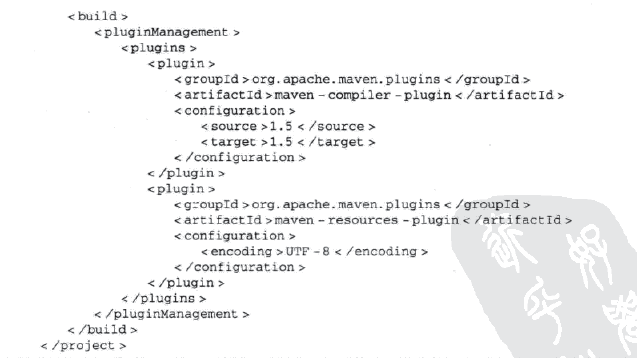 <build>
<pluginManagement>
<plugins>
<plugin>
<groupId>org.apache.maven.plugins</groupId>
<artifactId>maven-compiler-plugin</artifactId>
<configuration>
<source>1.5</source>
<target>1.5</target>
</configuration>
</plugin>
<plugin>
<groupId>org.apache.maven.plugins</groupId>
<artifactId>maven-resources-plugin</artifactId>
<configuration>
<encoding>UTF-8</encoding>
</configuration>
</plugin>
</plugins>
</pluginManagement>
</build>
</project>